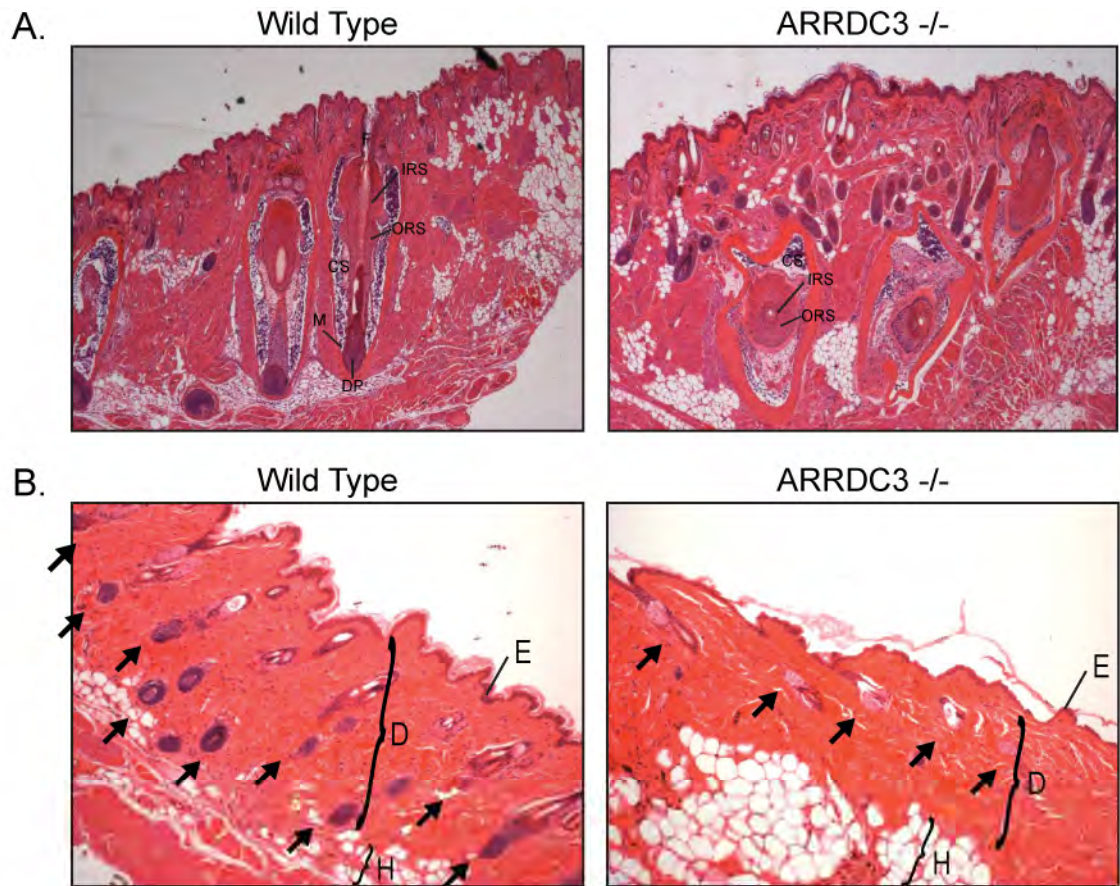 A.
Wild Type
ARRDC3 -/-
F
IRS
ORS
CS
M
DP
CS
IRS
ORS
B.
Wild Type
ARRDC3 -/-
E
D
H
E
D
H